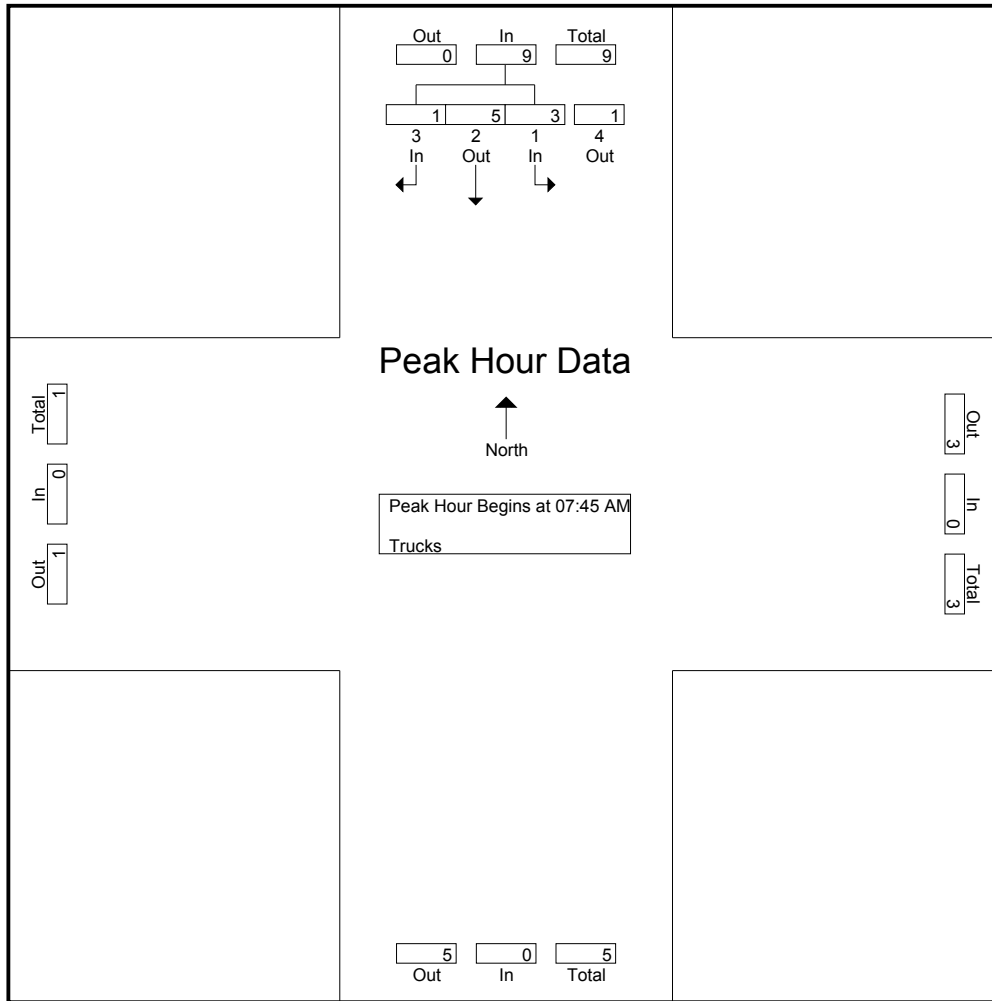 Out In Total
0 9 9
1 5 3 1
3 2 1 4
In Out In Out
Peak Hour Data
North
Peak Hour Begins at 07:45 AM
Trucks
Total 1
In 0
Out 1
Out 3
In 0
Total 3
5 0 5
Out In Total